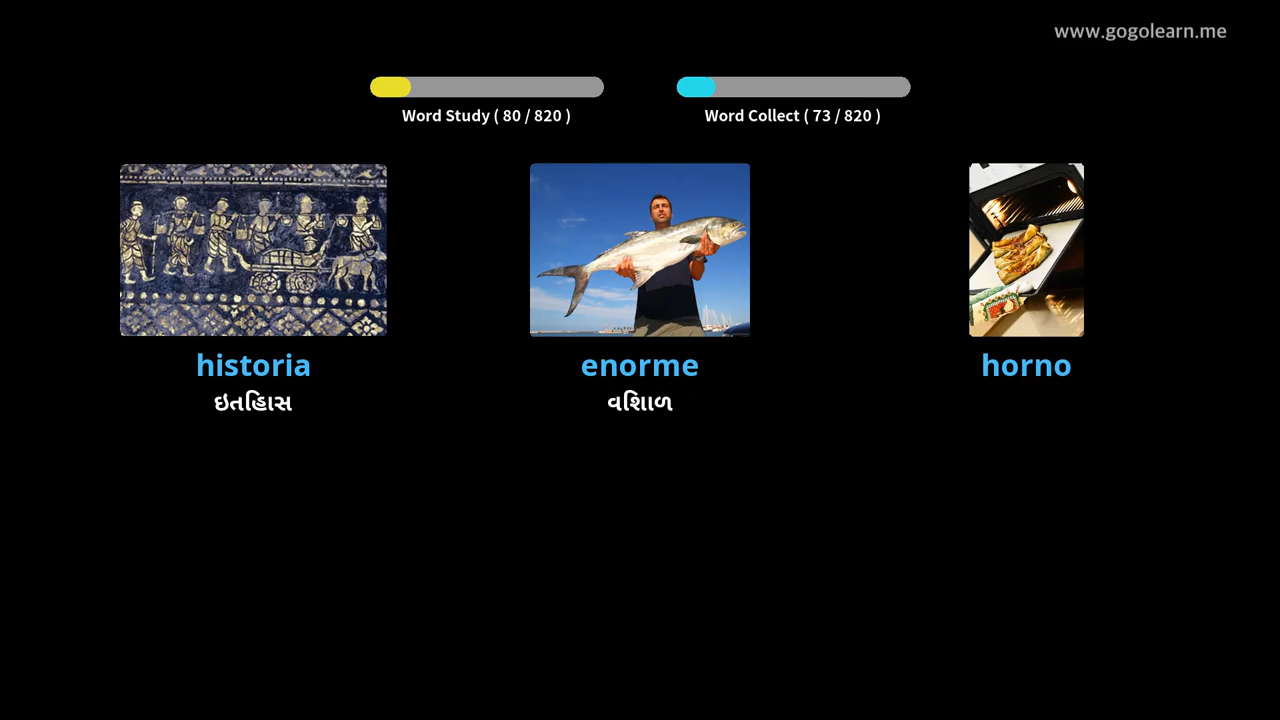 www.gogolearn.me
Word Study ( 80 / 820 )
Word Collect ( 73 / 820 )
historia
enorme
horno
ઇતિહાસ
વિશાળ